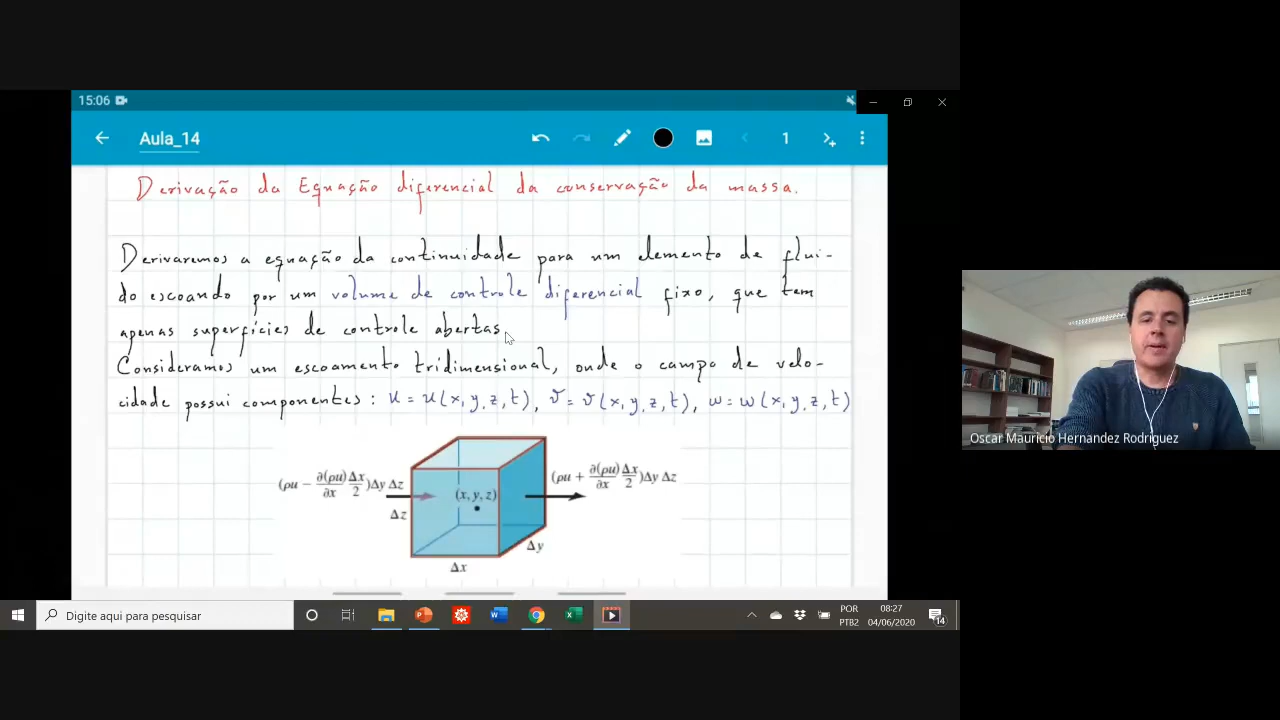 15:06
Aula_14
1
Derivação da Equação diferencial da conservação da massa.
Derivaremos a equação da continuidade para um elemento de flui-
do escoando por um volume de controle diferencial fixo, que tem
apenas superfícies de controle abertas.
Consideramos um escoamento tridimensional, onde o campo de velo-
cidade possui componentes: u = u(x,y,z,t), v = v(x,y,z,t), w = w(x,y,z,t)
(ρu − ∂(ρu)/∂x Δx/2)Δy Δz
(ρu + ∂(ρu)/∂x Δx/2)Δy Δz
(x, y, z)
Δz
Δy
Δx
Oscar Mauricio Hernandez Rodriguez
Digite aqui para pesquisar
POR
PTB2
08:27
04/06/2020
14